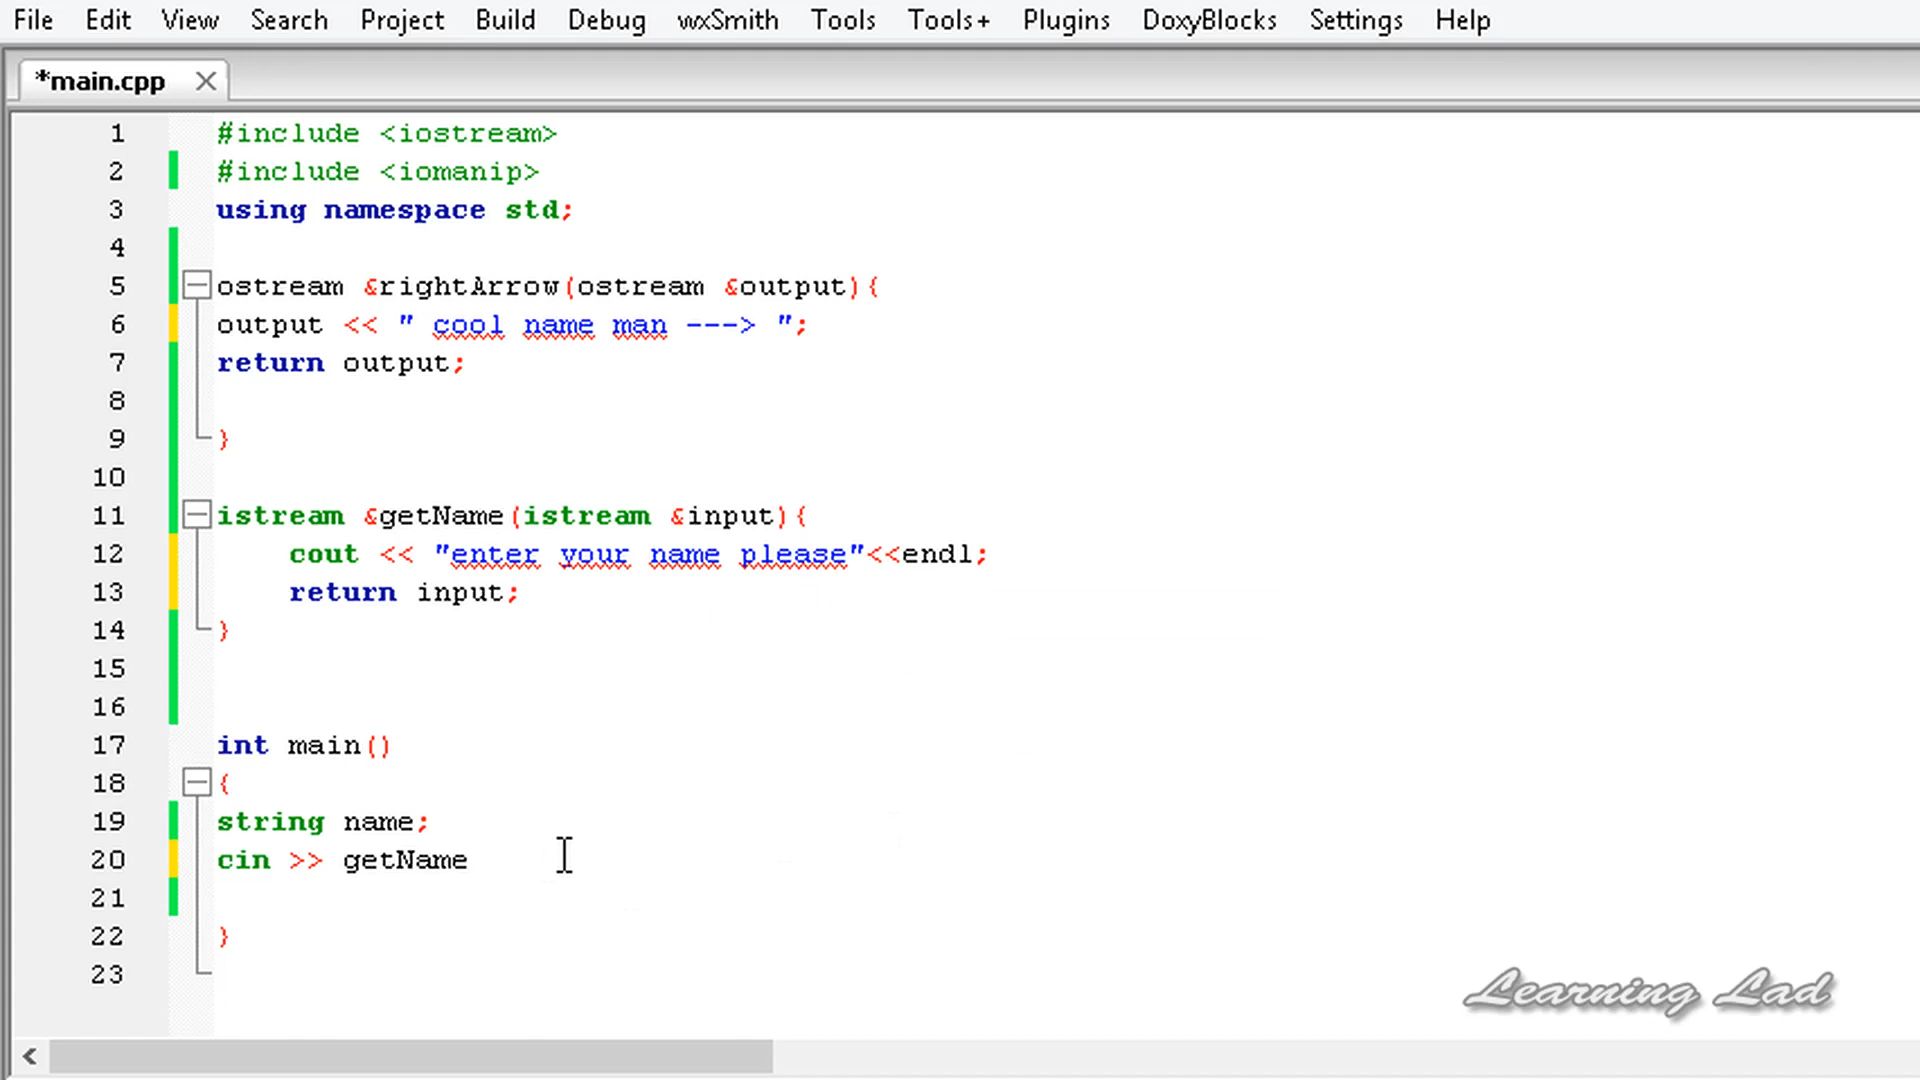 File Edit View Search Project Build Debug wxSmith Tools Tools+ Plugins DoxyBlocks Settings Help
*main.cpp
1 #include <iostream>
2 #include <iomanip>
3 using namespace std;
4
5 ostream &rightArrow(ostream &output){
6 output << " cool name man ---> ";
7 return output;
8
9 }
10
11 istream &getName(istream &input){
12 cout << "enter your name please"<<endl;
13 return input;
14 }
15
16
17 int main()
18 {
19 string name;
20 cin >> getName
21
22 }
23
Learning Lad